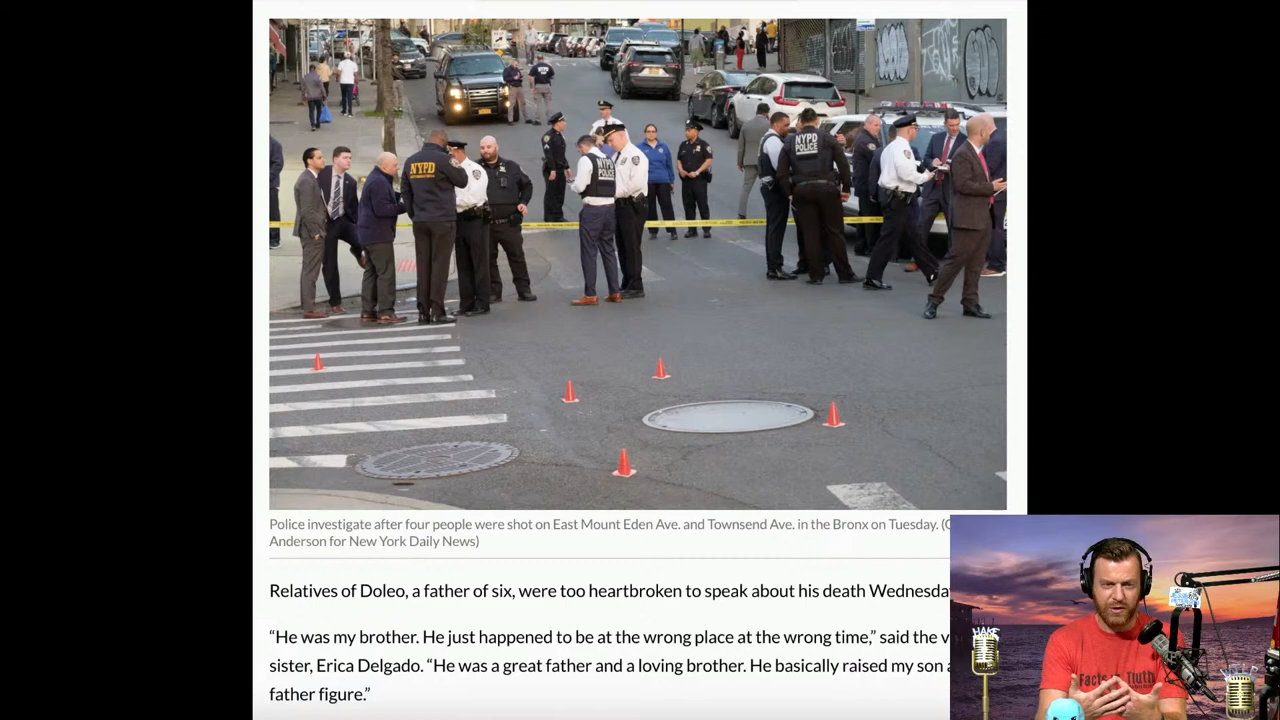 NYPD
NYPD
POLICE
NYPD
POLICE
Police investigate after four people were shot on East Mount Eden Ave. and Townsend Ave. in the Bronx on Tuesday.
Anderson for New York Daily News)
Relatives of Doleo, a father of six, were too heartbroken to speak about his death
“He was my brother. He just happened to be at the wrong place at the wrong time,” said the
sister, Erica Delgado. “He was a great father and a loving brother. He basically raised my son
father figure.”
HAKE
Facts Truth